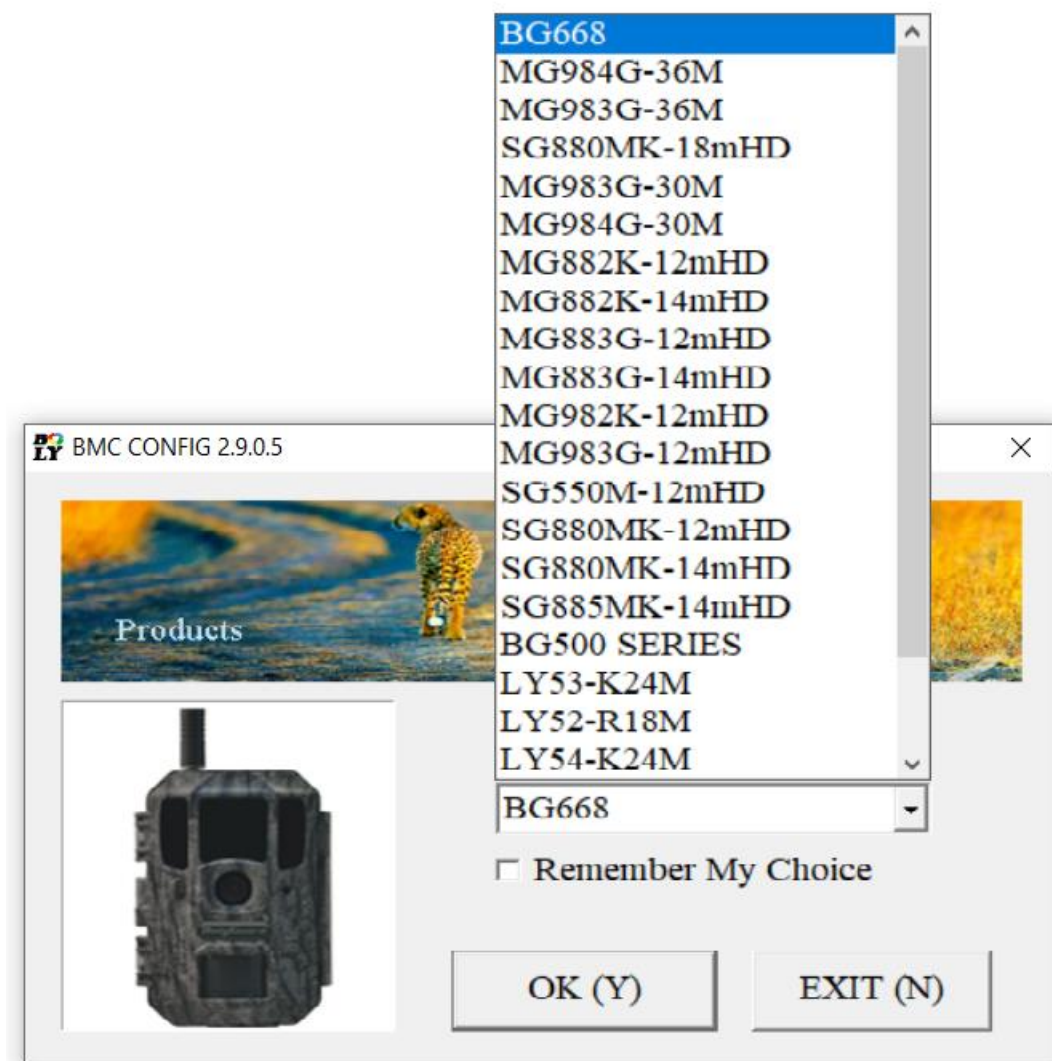 BG668
MG984G-36M
MG983G-36M
SG880MK-18mHD
MG983G-30M
MG984G-30M
MG882K-12mHD
MG882K-14mHD
MG883G-12mHD
MG883G-14mHD
MG982K-12mHD
MG983G-12mHD
SG550M-12mHD
SG880MK-12mHD
SG880MK-14mHD
SG885MK-14mHD
BG500 SERIES
LY53-K24M
LY52-R18M
LY54-K24M
BOLY BMC CONFIG 2.9.0.5
Products
BG668
Remember My Choice
OK (Y)
EXIT (N)